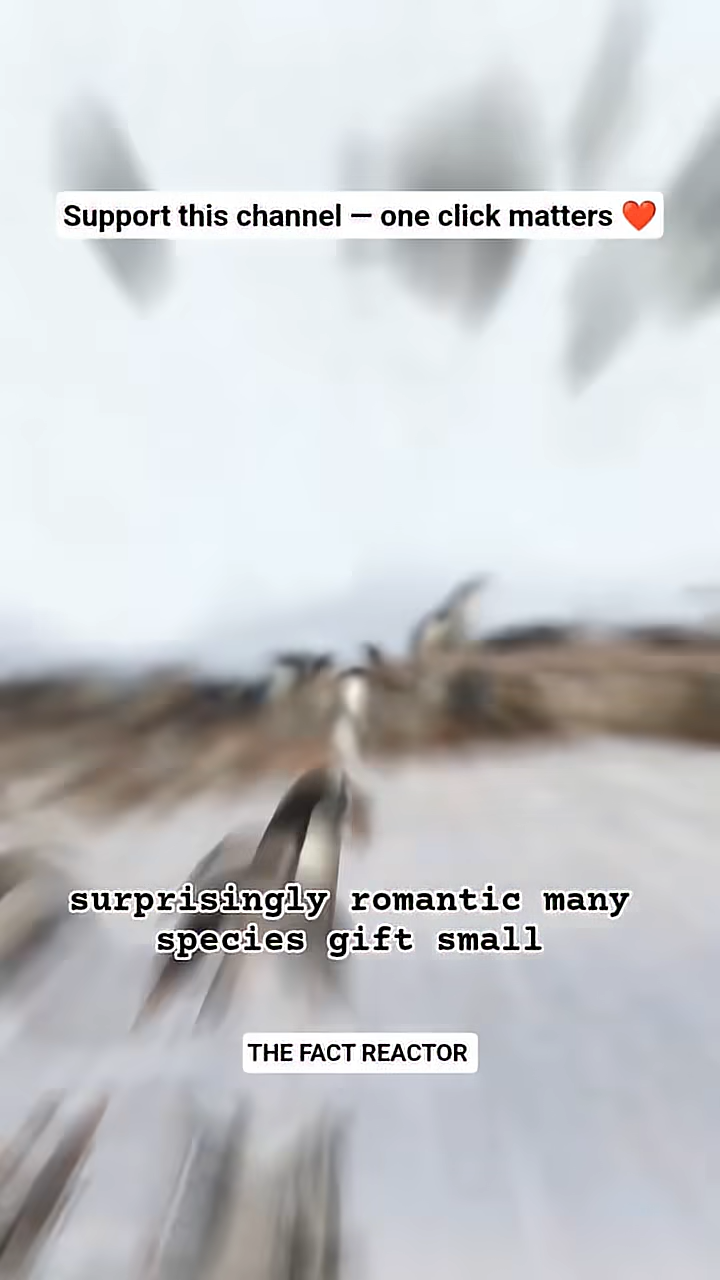 Support this channel — one click matters ❤️
surprisingly romantic many
species gift small
THE FACT REACTOR